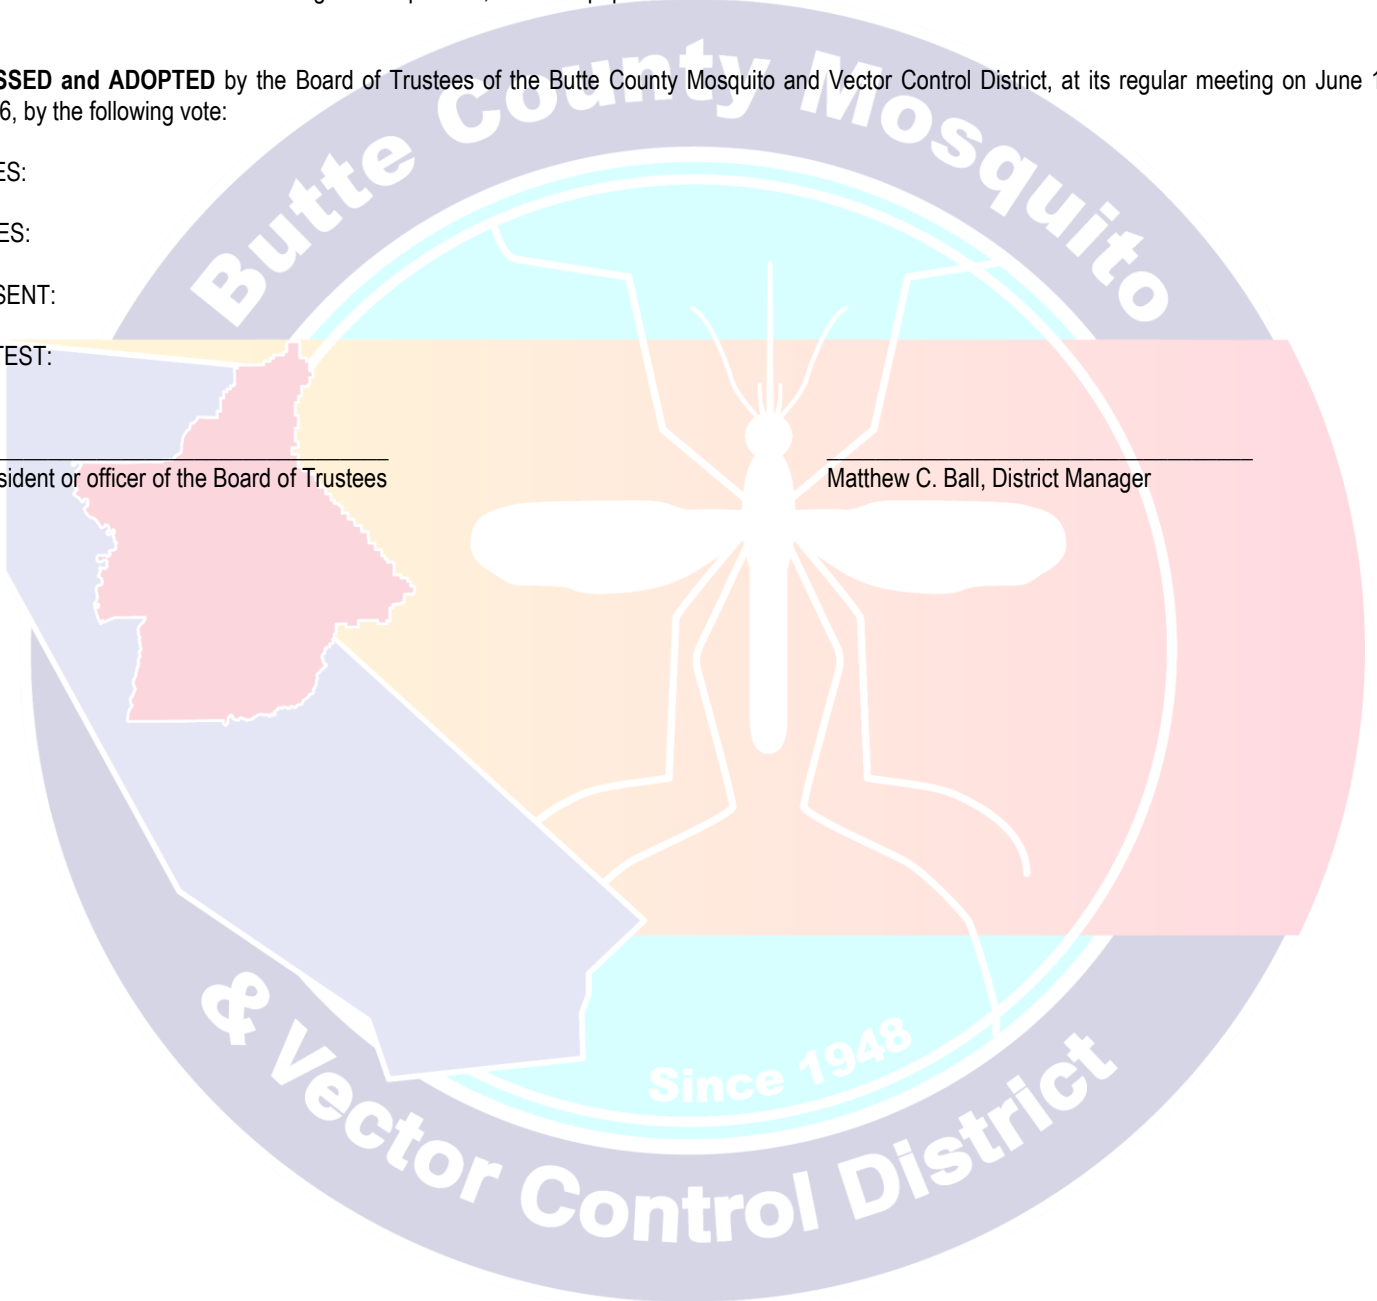 SSED and ADOPTED by the Board of Trustees of the Butte County Mosquito and Vector Control District, at its regular meeting on June
6, by the following vote:
ES:
ES:
SENT:
TEST:
sident or officer of the Board of Trustees
Matthew C. Ball, District Manager
Butte County Mosquito
Since 1948
& Vector Control District